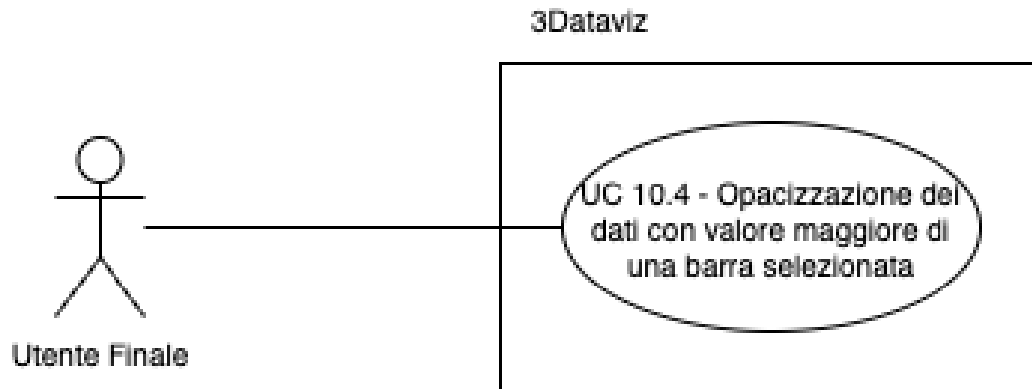 3Dataviz
UC 10.4 - Opacizzazione dei
dati con valore maggiore di
una barra selezionata
Utente Finale